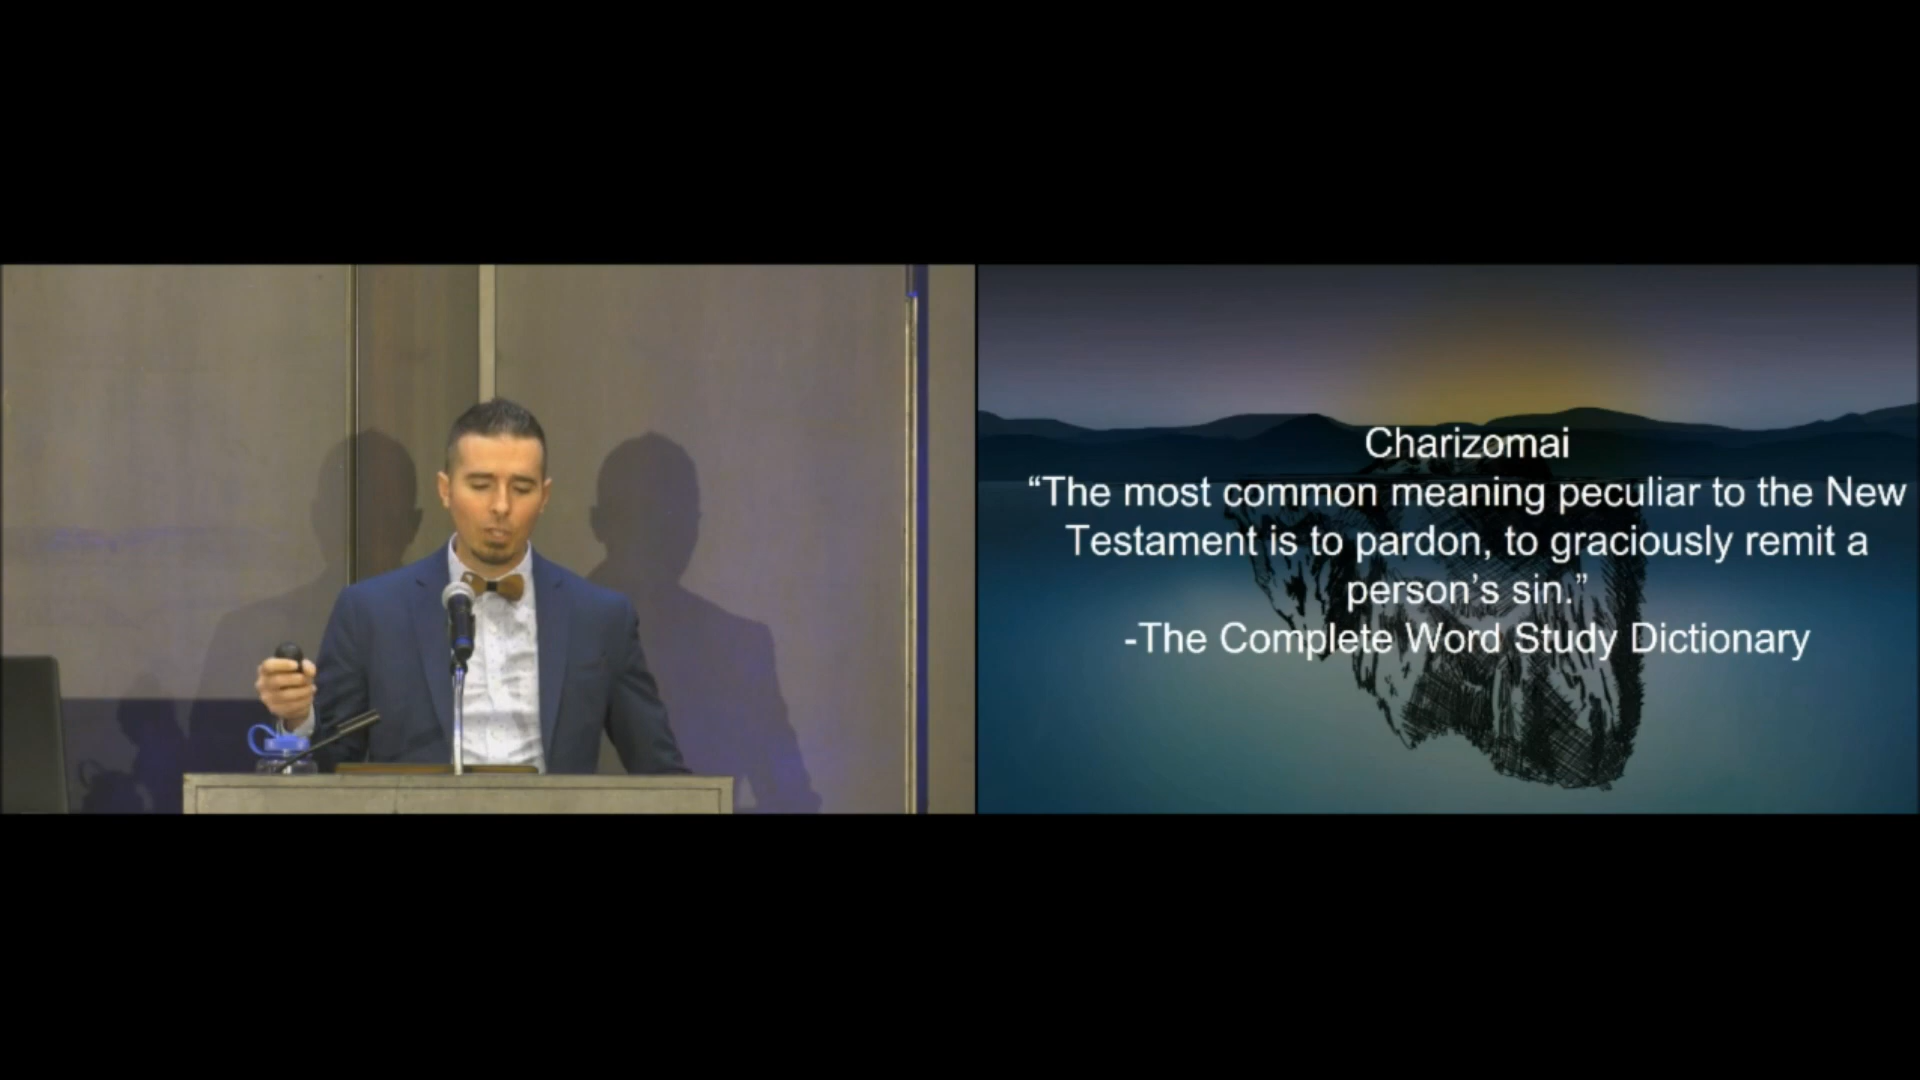 Charizomai
“The most common meaning peculiar to the New
Testament is to pardon, to graciously remit a
person’s sin.”
-The Complete Word Study Dictionary